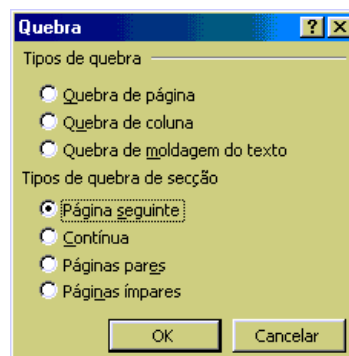 Quebra
Tipos de quebra
Quebra de página
Quebra de coluna
Quebra de moldagem do texto
Tipos de quebra de secção
Página seguinte
Contínua
Páginas pares
Páginas ímpares
OK Cancelar